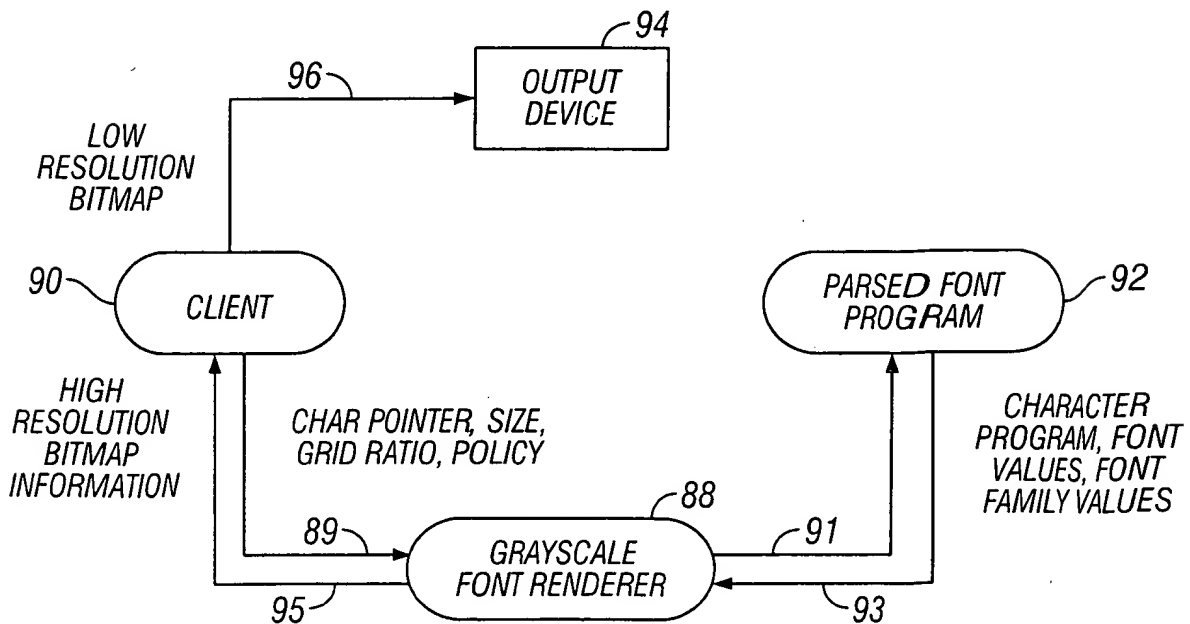 94
OUTPUT
DEVICE
96
LOW
RESOLUTION
BITMAP
90
CLIENT
PARSED FONT
PROGRAM
92
HIGH
RESOLUTION
BITMAP
INFORMATION
CHAR POINTER, SIZE,
GRID RATIO, POLICY
CHARACTER
PROGRAM, FONT
VALUES, FONT
FAMILY VALUES
88
89
GRAYSCALE
FONT RENDERER
91
95
93